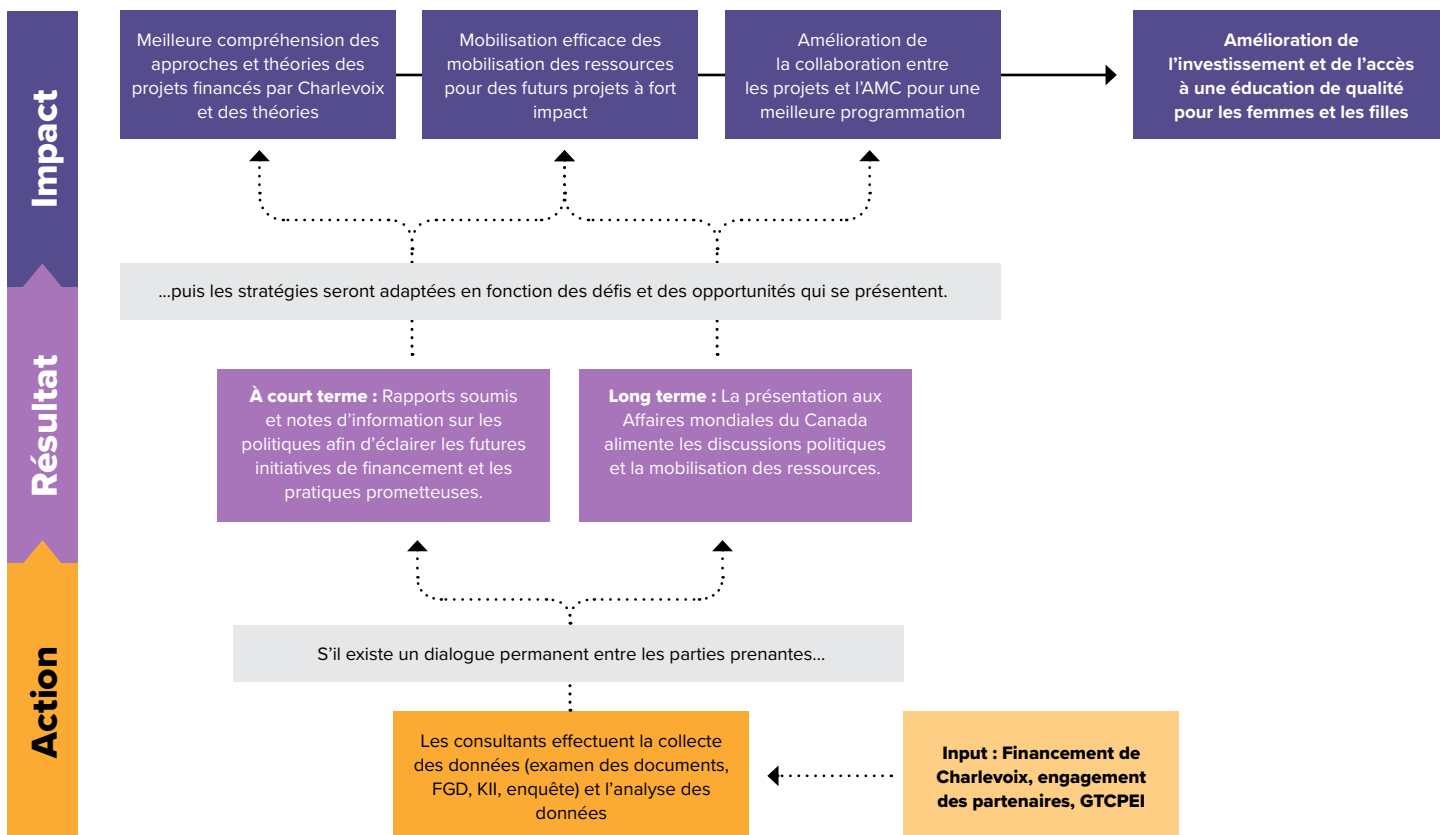 Impact
Meilleure compréhension des
approches et théories des
projets financés par Charlevoix
et des théories
Mobilisation efficace des
mobilisation des ressources
pour des futurs projets à fort
impact
Amélioration de
la collaboration entre
les projets et l'AMC pour une
meilleure programmation
Amélioration de
l'investissement et de l'accès
à une éducation de qualité
pour les femmes et les filles
...puis les stratégies seront adaptées en fonction des défis et des opportunités qui se présentent.
Résultat
À court terme : Rapports soumis
et notes d'information sur les
politiques afin d'éclairer les futures
initiatives de financement et les
pratiques prometteuses.
Long terme : La présentation aux
Affaires mondiales du Canada
alimente les discussions politiques
et la mobilisation des ressources.
S'il existe un dialogue permanent entre les parties prenantes...
Action
Les consultants effectuent la collecte
des données (examen des documents,
FGD, KII, enquête) et l'analyse des
données
Input : Financement de
Charlevoix, engagement
des partenaires, GTCPEI